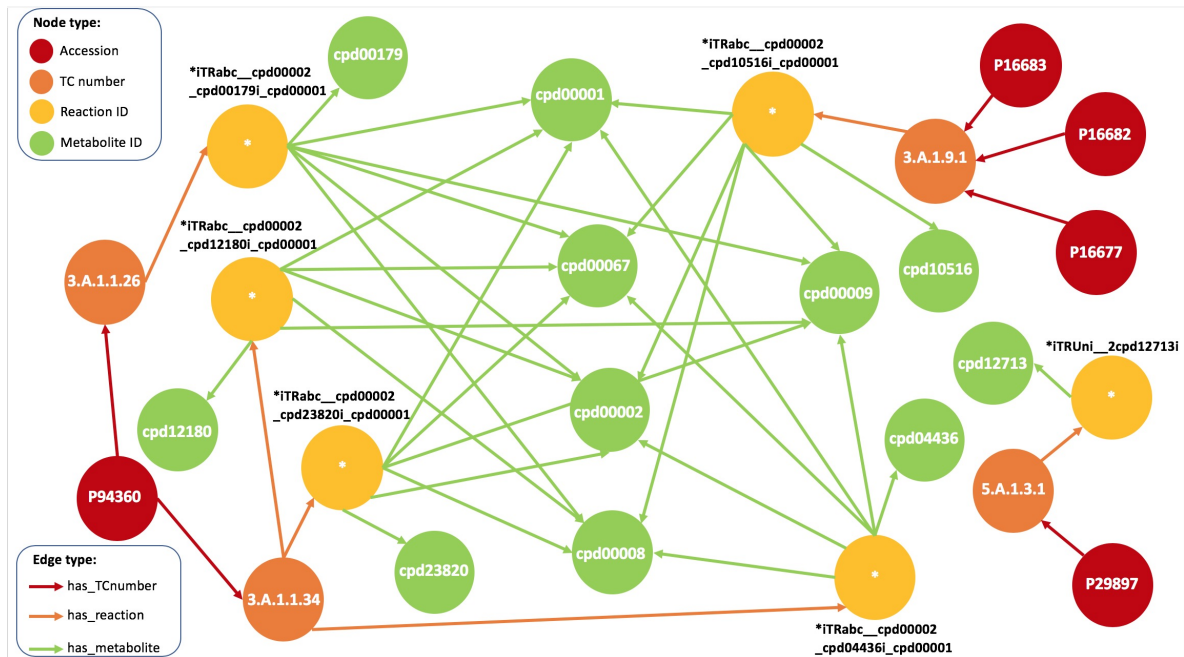 Node type:
Accession
TC number
Reaction ID
Metabolite ID
*iTRabc__cpd00002
_cpd00179i_cpd00001
*
cpd00179
cpd00001
*iTRabc__cpd00002
_cpd10516i_cpd00001
*
P16683
P16682
3.A.1.9.1
P16677
*iTRabc__cpd00002
_cpd12180i_cpd00001
*
3.A.1.1.26
cpd00067
cpd00009
cpd10516
*iTRUni__2cpd12713i
cpd12713
*
*iTRabc__cpd00002
_cpd23820i_cpd00001
*
cpd12180
cpd00002
cpd04436
P94360
5.A.1.3.1
cpd00008
cpd23820
*
P29897
3.A.1.1.34
*iTRabc__cpd00002
_cpd04436i_cpd00001
Edge type:
has_TCnumber
has_reaction
has_metabolite